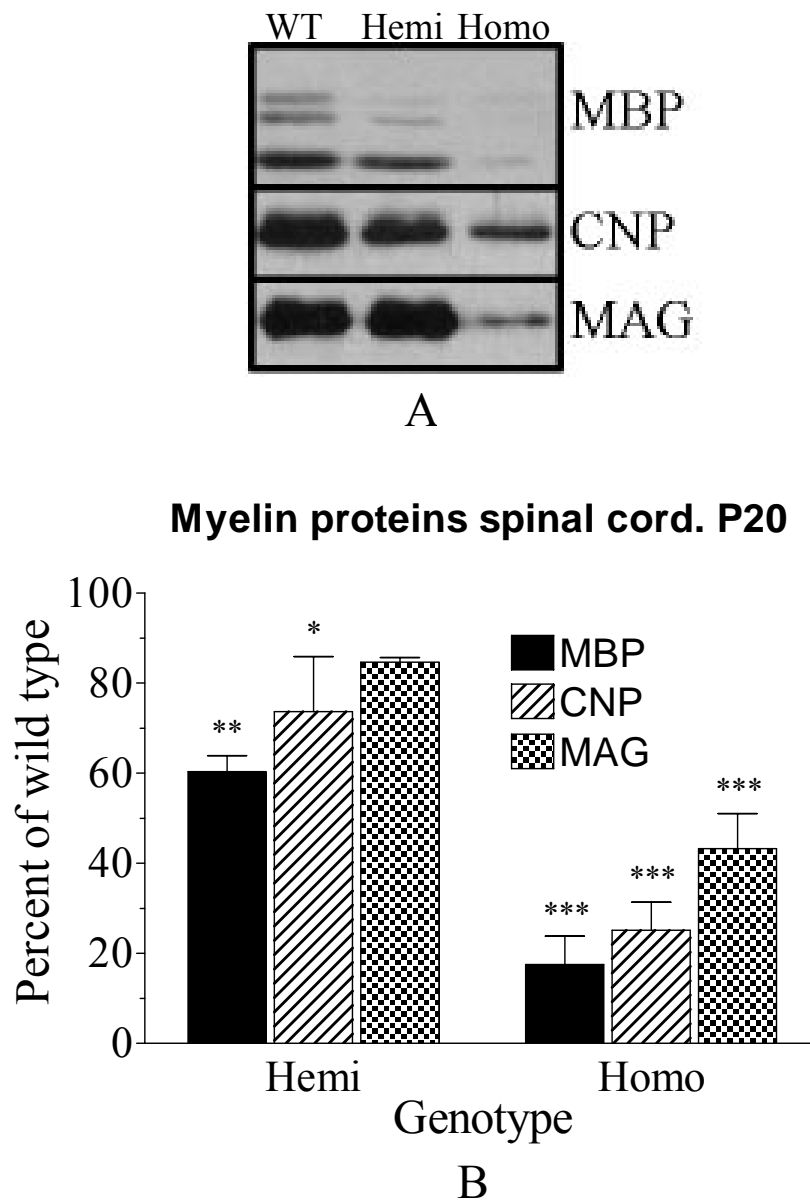 WT Hemi Homo
MBP
CNP
MAG
A
Myelin proteins spinal cord. P20
Percent of wild type
100
80
60
40
20
0
**
*
***
***
***
MBP
CNP
MAG
Hemi Homo
Genotype
B